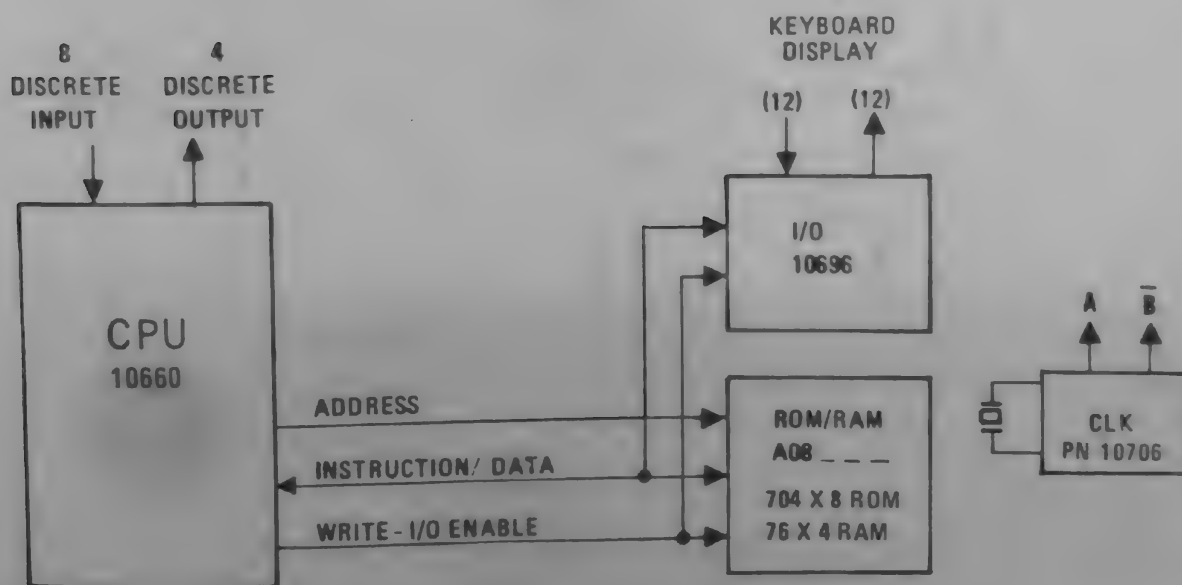 8
DISCRETE
INPUT
4
DISCRETE
OUTPUT
KEYBOARD
DISPLAY
(12) (12)
CPU
10660
I/O
10696
ADDRESS
INSTRUCTION/ DATA
WRITE - I/O ENABLE
ROM/RAM
A08 _ _ _
704 X 8 ROM
76 X 4 RAM
A B̅
CLK
PN 10706